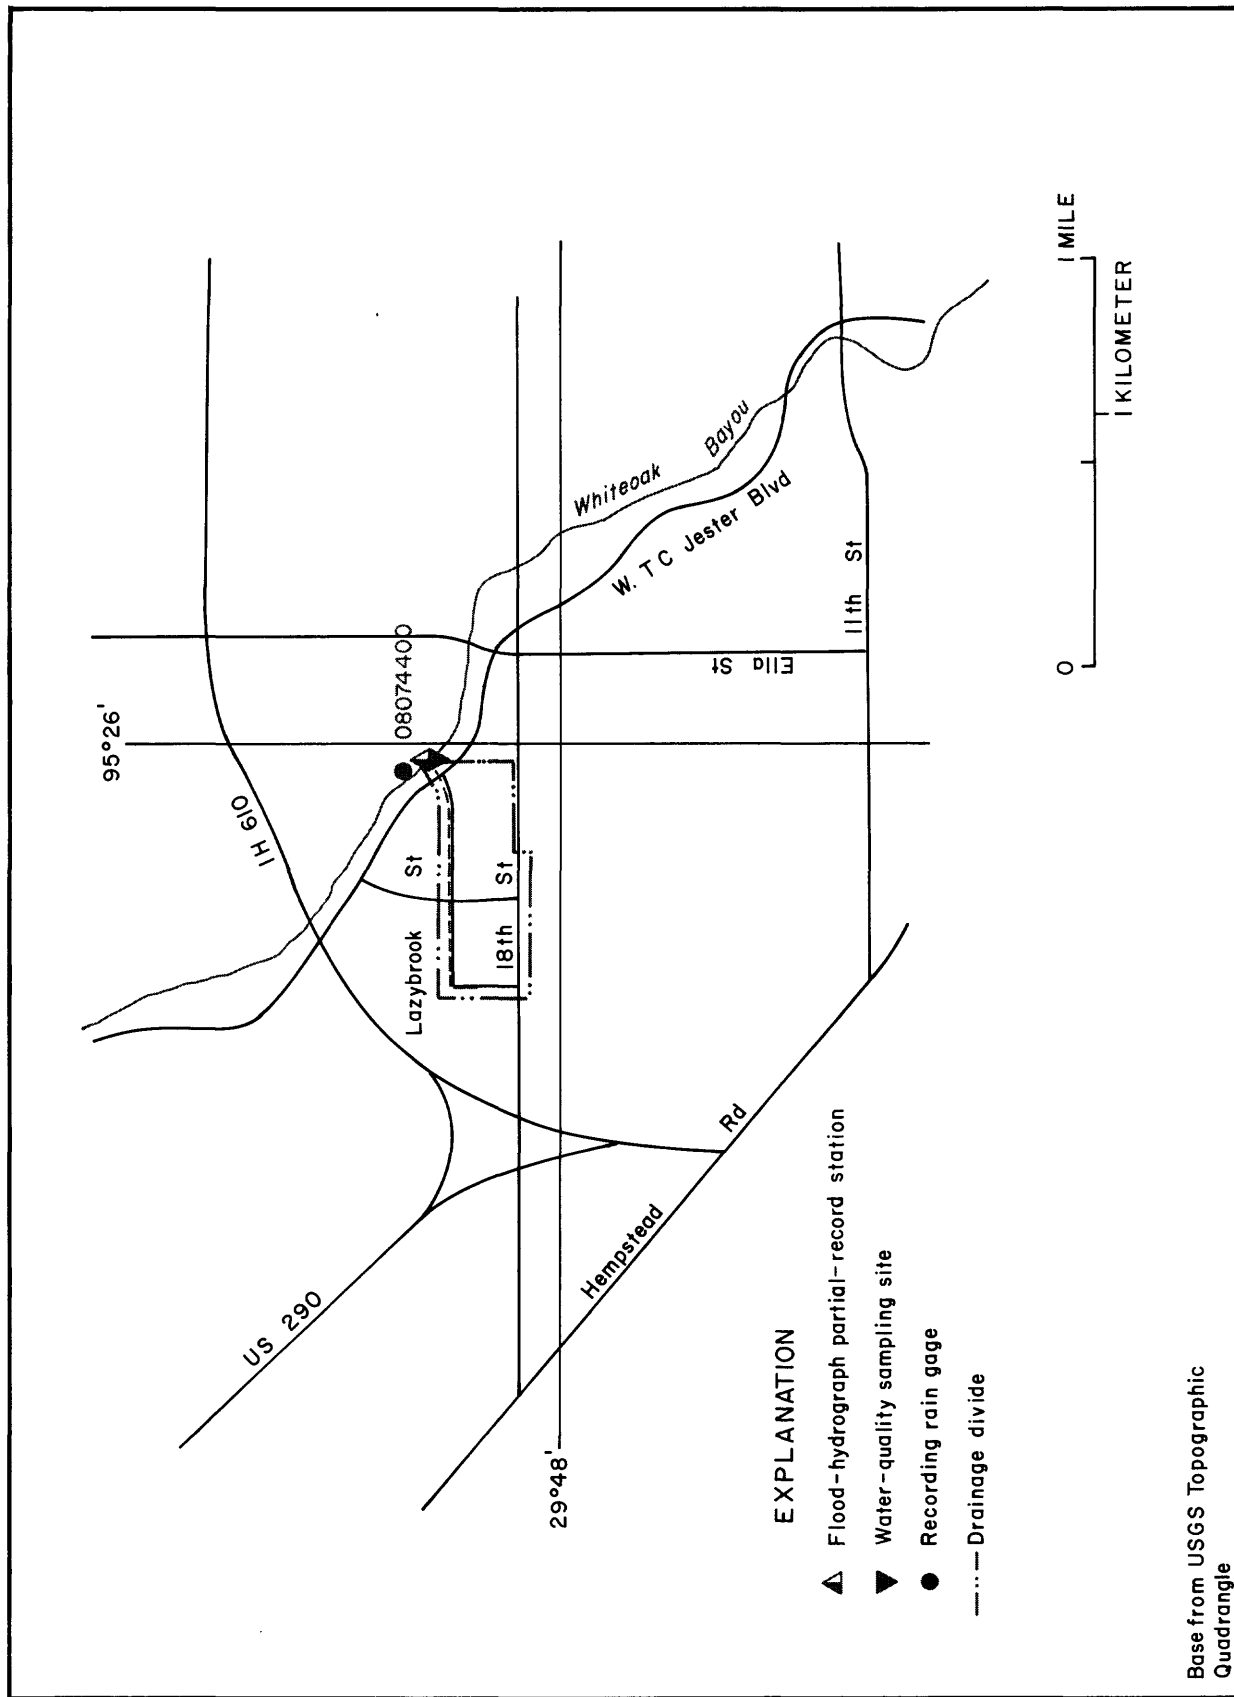 95°26'
IH 610
08074400
US 290
Lazybrook St
18th St
29°48'
Whiteoak Bayou
W. TC Jester Blvd
Ella St
11th St
Hempstead Rd
EXPLANATION
Flood-hydrograph partial-record station
Water-quality sampling site
Recording rain gage
Drainage divide
0
1 MILE
1 KILOMETER
Base from USGS Topographic
Quadrangle